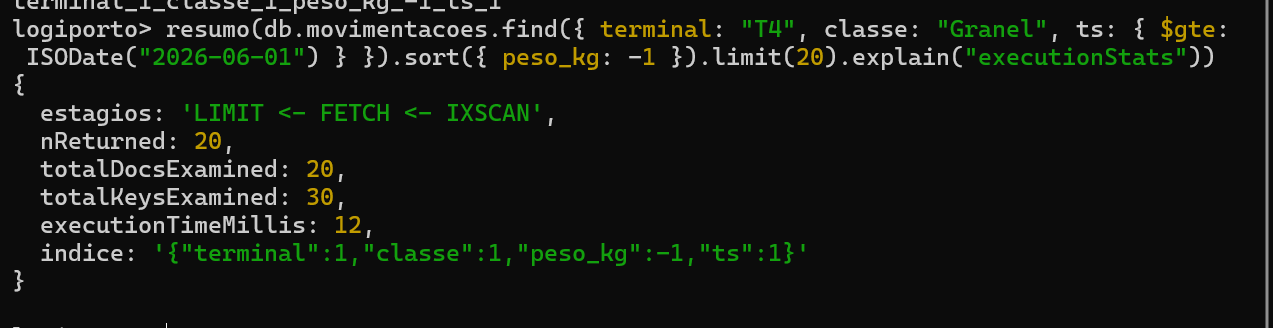 terminal_1_classe_1_peso_kg_-1_ts_1
logiporto> resumo(db.movimentacoes.find({ terminal: "T4", classe: "Granel", ts: { $gte:
 ISODate("2026-06-01") } }).sort({ peso_kg: -1 }).limit(20).explain("executionStats"))
{
  estagios: 'LIMIT <- FETCH <- IXSCAN',
  nReturned: 20,
  totalDocsExamined: 20,
  totalKeysExamined: 30,
  executionTimeMillis: 12,
  indice: '{"terminal":1,"classe":1,"peso_kg":-1,"ts":1}'
}